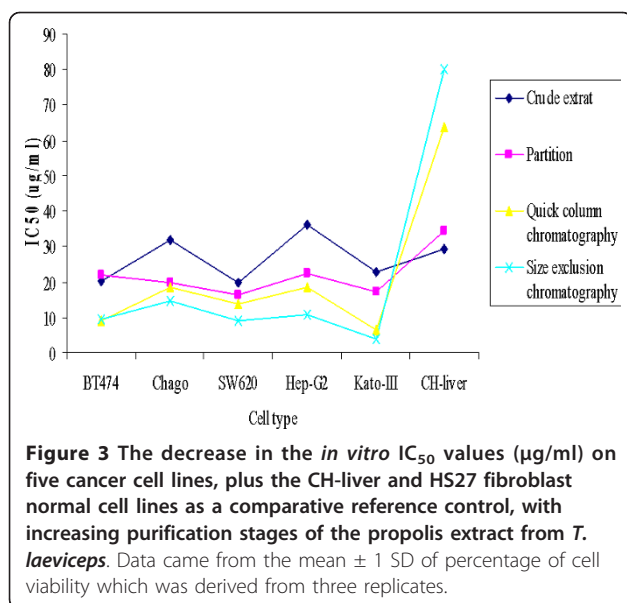 90
80
70
60
50
40
30
20
10
0
IC50 (ug/ml)
BT474 Chago SW620 Hep-G2 Kato-III CH-liver
Cell type
Crude extrat
Partition
Quick column
chromatography
Size exclusion
chromatography
Figure 3 The decrease in the in vitro IC50 values (μg/ml) on
five cancer cell lines, plus the CH-liver and HS27 fibroblast
normal cell lines as a comparative reference control, with
increasing purification stages of the propolis extract from T.
laeviceps. Data came from the mean ± 1 SD of percentage of cell
viability which was derived from three replicates.